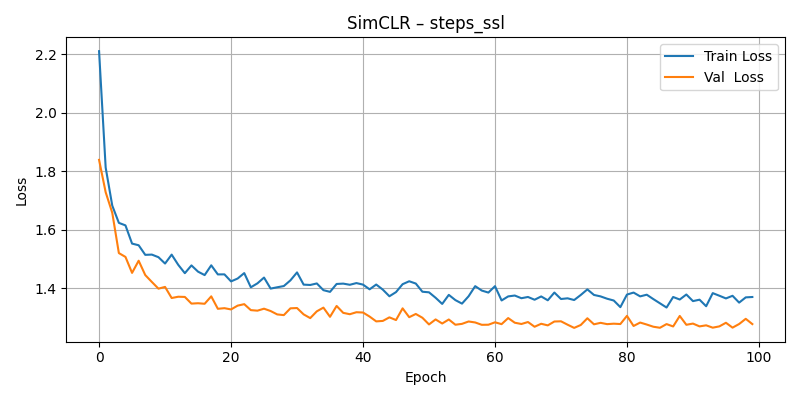 SimCLR – steps_ssl
Train Loss
Val  Loss
Loss
2.2
2.0
1.8
1.6
1.4
0 20 40 60 80 100
Epoch